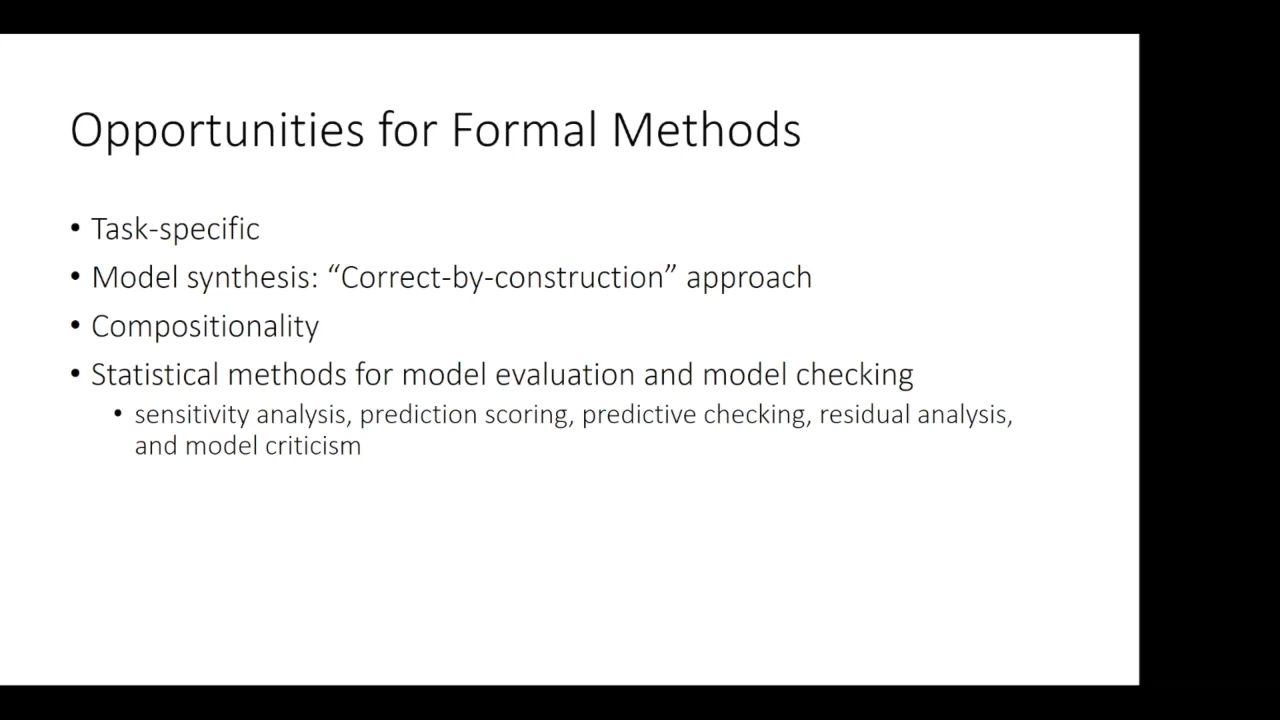 Opportunities for Formal Methods
• Task-specific
• Model synthesis: “Correct-by-construction” approach
• Compositionality
• Statistical methods for model evaluation and model checking
• sensitivity analysis, prediction scoring, predictive checking, residual analysis,
and model criticism